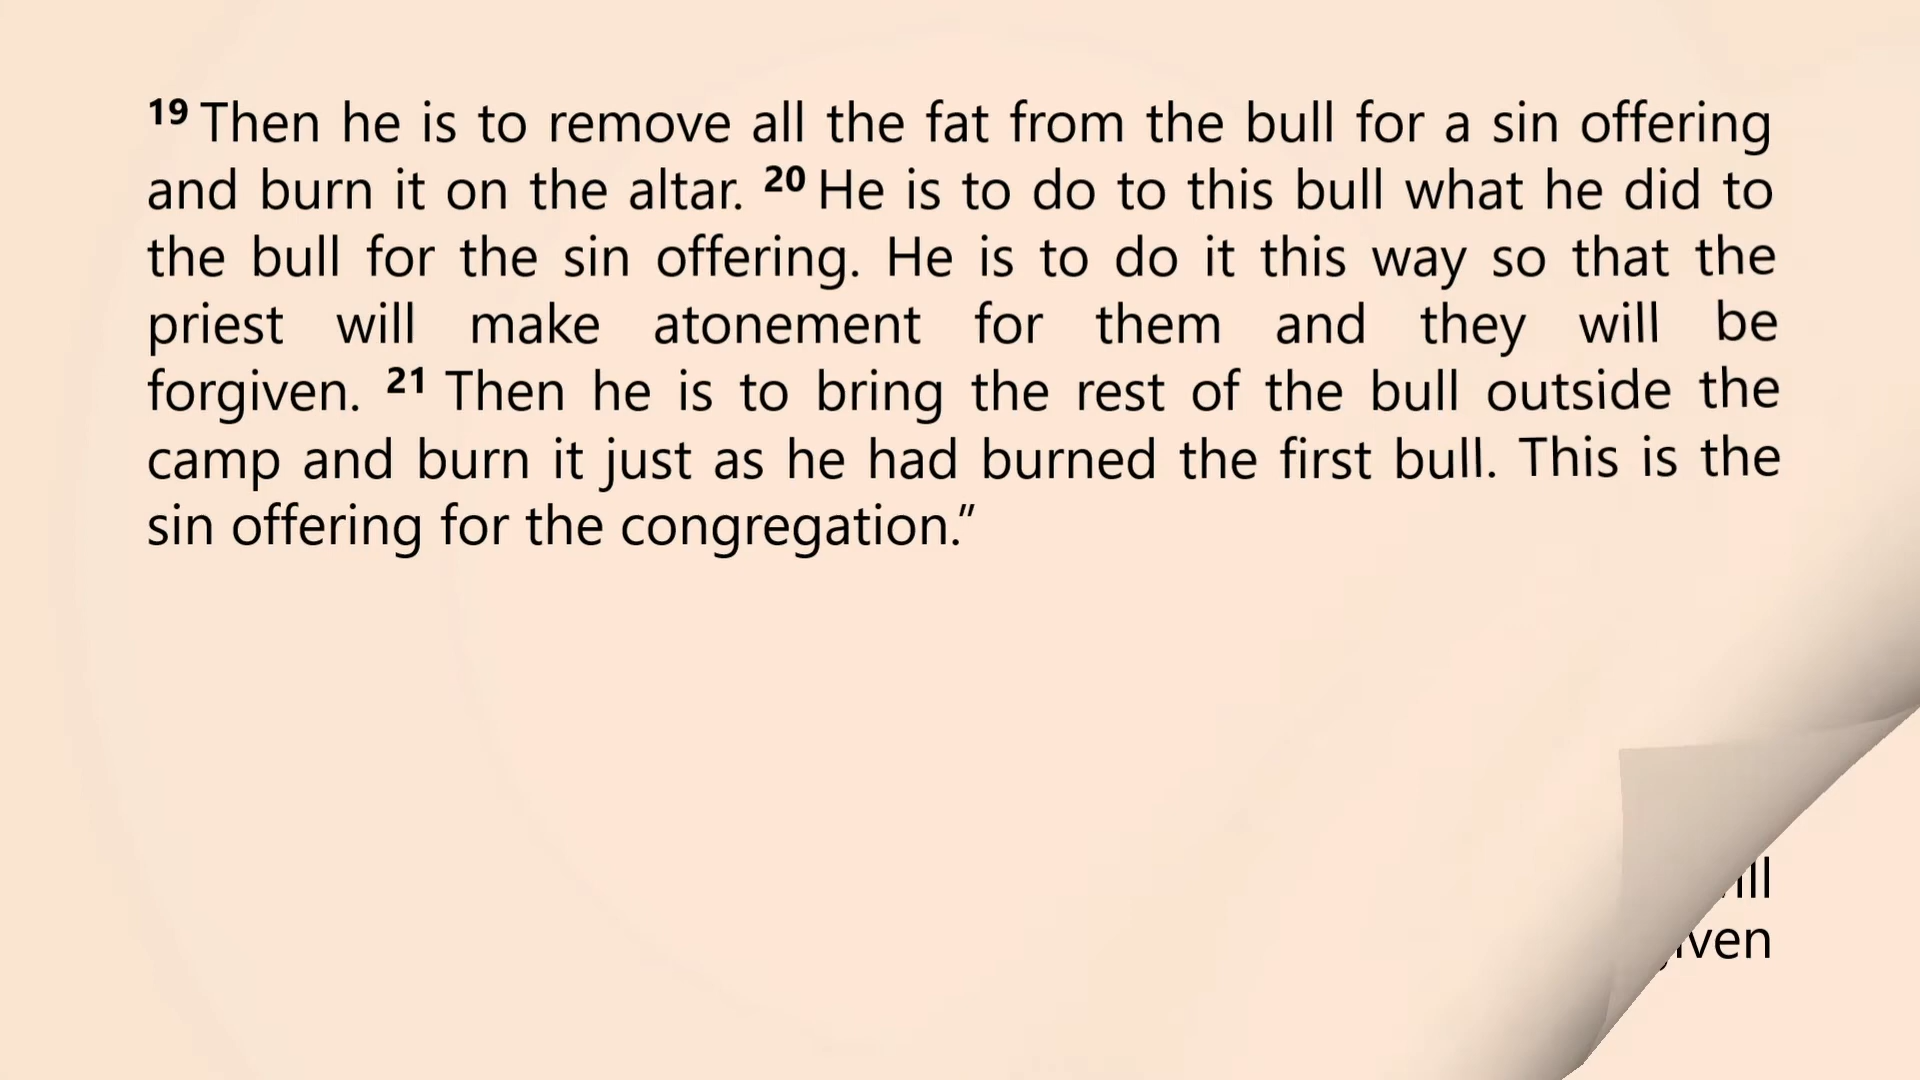 19 Then he is to remove all the fat from the bull for a sin offering
and burn it on the altar. 20 He is to do to this bull what he did to
the bull for the sin offering. He is to do it this way so that the
priest will make atonement for them and they will be
forgiven. 21 Then he is to bring the rest of the bull outside the
camp and burn it just as he had burned the first bull. This is the
sin offering for the congregation.”